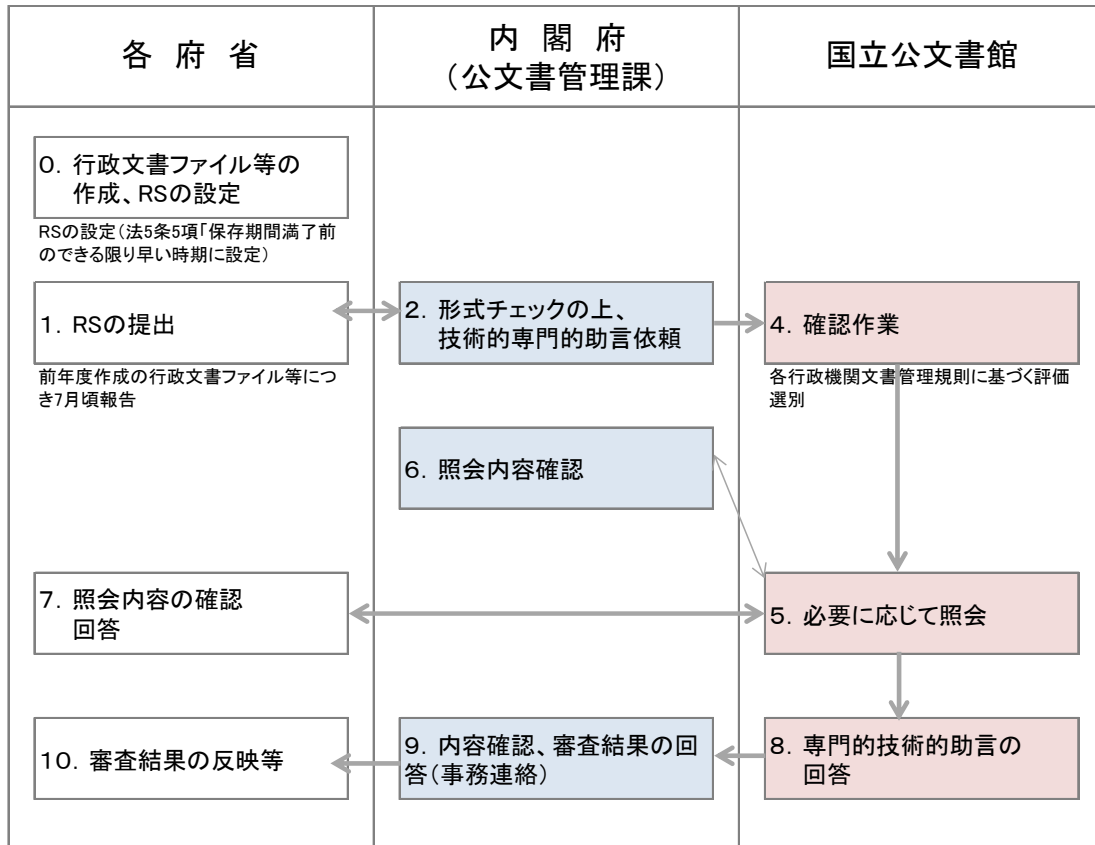 各 府 省
内 閣 府
（公文書管理課）
国立公文書館
0．行政文書ファイル等の
作成、RSの設定
RSの設定（法5条5項「保存期間満了前
のできる限り早い時期に設定）
1．RSの提出
2．形式チェックの上、
技術的専門的助言依頼
4．確認作業
前年度作成の行政文書ファイル等につ
き7月頃報告
各行政機関文書管理規則に基づく評価
選別
6．照会内容確認
7．照会内容の確認
回答
5．必要に応じて照会
10．審査結果の反映等
9．内容確認、審査結果の回
答（事務連絡）
8．専門的技術的助言の
回答